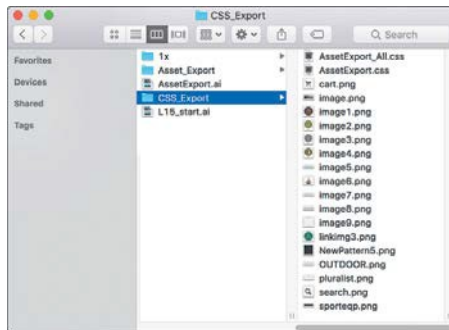 CSS_Export
Search
Favorites
Devices
Shared
Tags
1x
Asset_Export
AssetExport.ai
CSS_Export
L15_start.ai
AssetExport_All.css
AssetExport.css
cart.png
image.png
image1.png
image2.png
image3.png
image4.png
image5.png
image6.png
image7.png
image8.png
image9.png
linkimg3.png
NewPattern5.png
OUTDOOR.png
pluralist.png
search.png
sporteqp.png